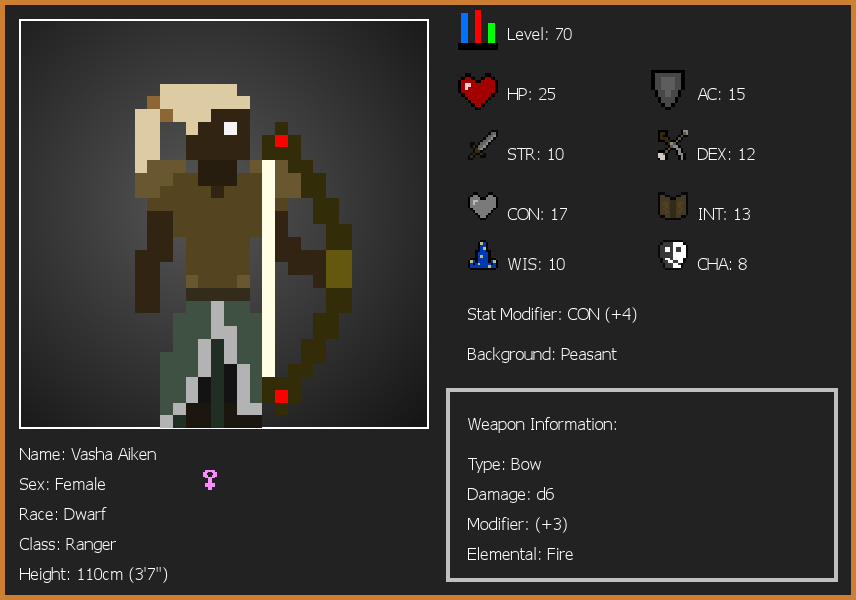 Level: 70
HP: 25
AC: 15
STR: 10
DEX: 12
CON: 17
INT: 13
WIS: 10
CHA: 8
Stat Modifier: CON (+4)
Background: Peasant
Weapon Information:
Type: Bow
Damage: d6
Modifier: (+3)
Elemental: Fire
Name: Vasha Aiken
Sex: Female
Race: Dwarf
Class: Ranger
Height: 110cm (3'7")